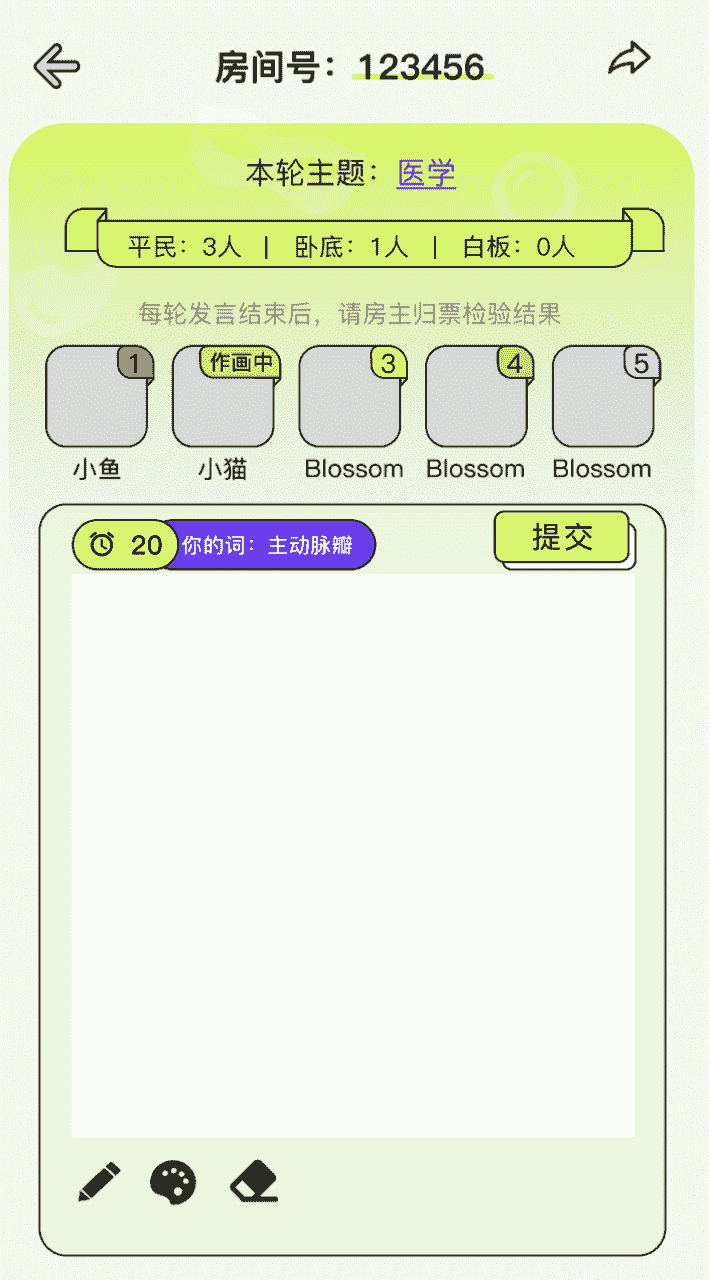 房间号：123456
本轮主题：医学
平民：3人 | 卧底：1人 | 白板：0人
每轮发言结束后，请房主归票检验结果
1 作画中 3 4 5
小鱼 小猫 Blossom Blossom Blossom
20 你的词：主动脉瓣 提交